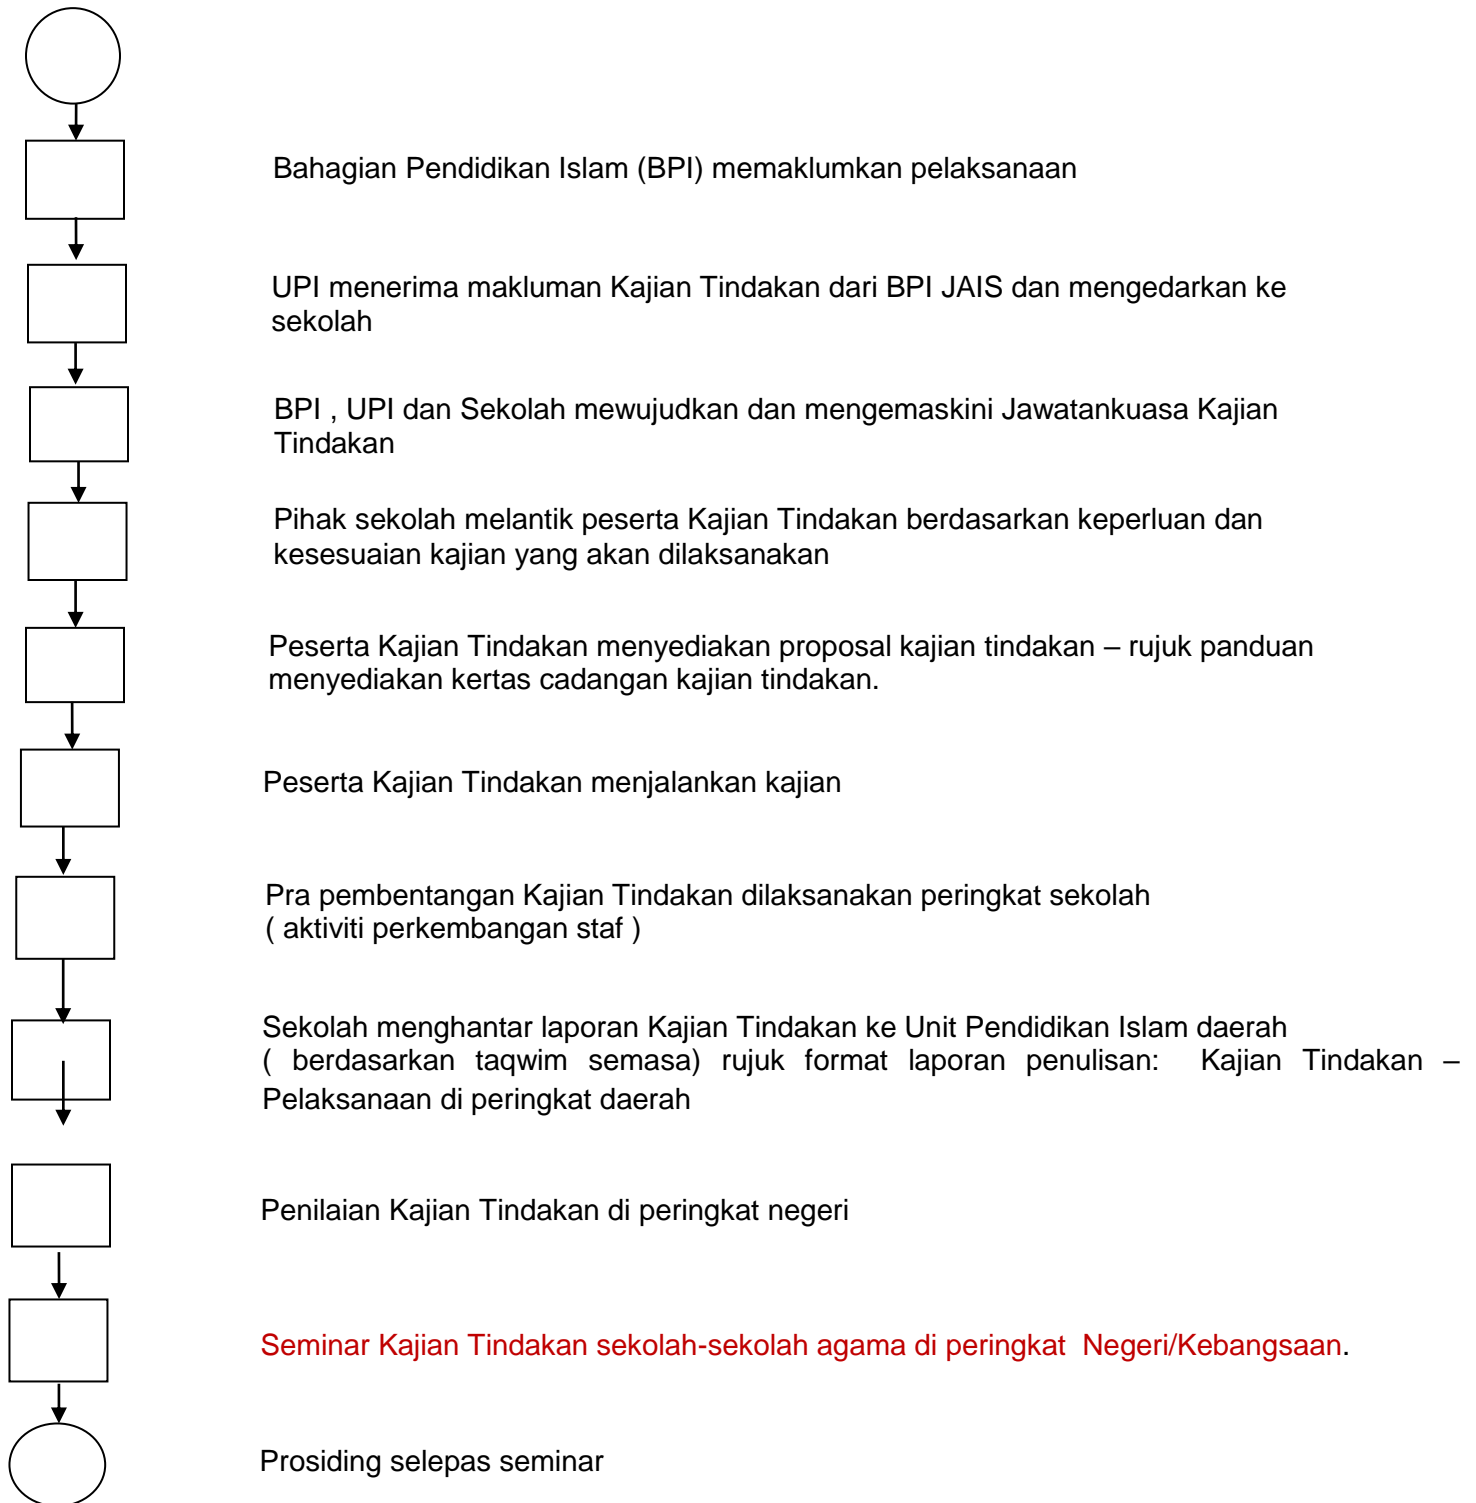 Bahagian Pendidikan Islam (BPI) memaklumkan pelaksanaan
UPI menerima makluman Kajian Tindakan dari BPI JAIS dan mengedarkan ke
sekolah
BPI , UPI dan Sekolah mewujudkan dan mengemaskini Jawatankuasa Kajian
Tindakan
Pihak sekolah melantik peserta Kajian Tindakan berdasarkan keperluan dan
kesesuaian kajian yang akan dilaksanakan
Peserta Kajian Tindakan menyediakan proposal kajian tindakan – rujuk panduan
menyediakan kertas cadangan kajian tindakan.
Peserta Kajian Tindakan menjalankan kajian
Pra pembentangan Kajian Tindakan dilaksanakan peringkat sekolah
( aktiviti perkembangan staf )
Sekolah menghantar laporan Kajian Tindakan ke Unit Pendidikan Islam daerah
( berdasarkan taqwim semasa) rujuk format laporan penulisan: Kajian Tindakan –
Pelaksanaan di peringkat daerah
Penilaian Kajian Tindakan di peringkat negeri
Seminar Kajian Tindakan sekolah-sekolah agama di peringkat Negeri/Kebangsaan.
Prosiding selepas seminar